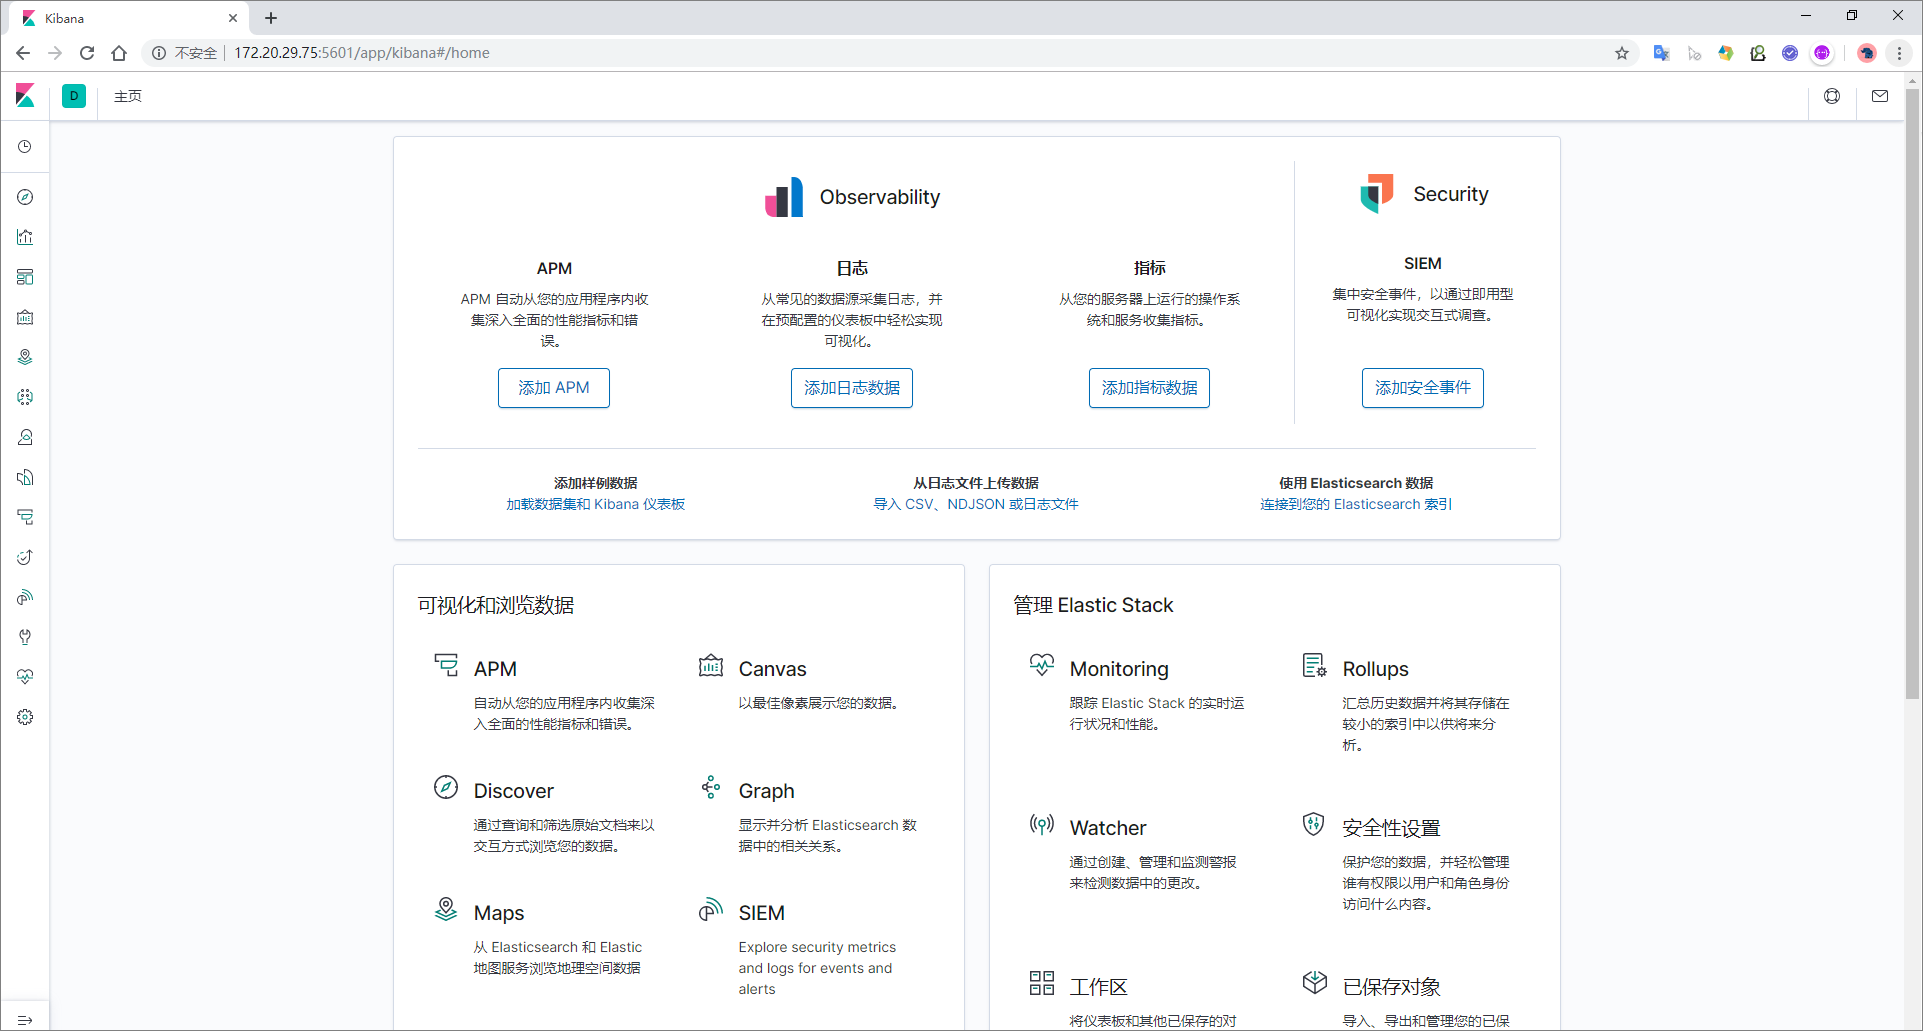 Kibana
不安全
172.20.29.75:5601/app/kibana#/home
D
主页
Observability
APM
APM 自动从您的应用程序内收
集深入全面的性能指标和错
误。
添加 APM
日志
从常见的数据源采集日志，并
在预配置的仪表板中轻松实现
可视化。
添加日志数据
指标
从您的服务器上运行的操作系
统和服务收集指标。
添加指标数据
Security
SIEM
集中安全事件，以通过即用型
可视化实现交互式调查。
添加安全事件
添加样例数据
加载数据集和 Kibana 仪表板
从日志文件上传数据
导入 CSV、NDJSON 或日志文件
使用 Elasticsearch 数据
连接到您的 Elasticsearch 索引
可视化和浏览数据
APM
自动从您的应用程序内收集深
入全面的性能指标和错误。
Canvas
以最佳像素展示您的数据。
Discover
通过查询和筛选原始文档来以
交互方式浏览您的数据。
Graph
显示并分析 Elasticsearch 数
据中的相关关系。
Maps
从 Elasticsearch 和 Elastic
地图服务浏览地理空间数据
SIEM
Explore security metrics
and logs for events and
alerts
管理 Elastic Stack
Monitoring
跟踪 Elastic Stack 的实时运
行状况和性能。
Rollups
汇总历史数据并将其存储在
较小的索引中以供将来分
析。
Watcher
通过创建、管理和监测警报
来检测数据中的更改。
安全性设置
保护您的数据，并轻松管理
谁有权限以用户和角色身份
访问什么内容。
工作区
将仪表板和其他已保存的对
已保存对象
导入、导出和管理您的已保